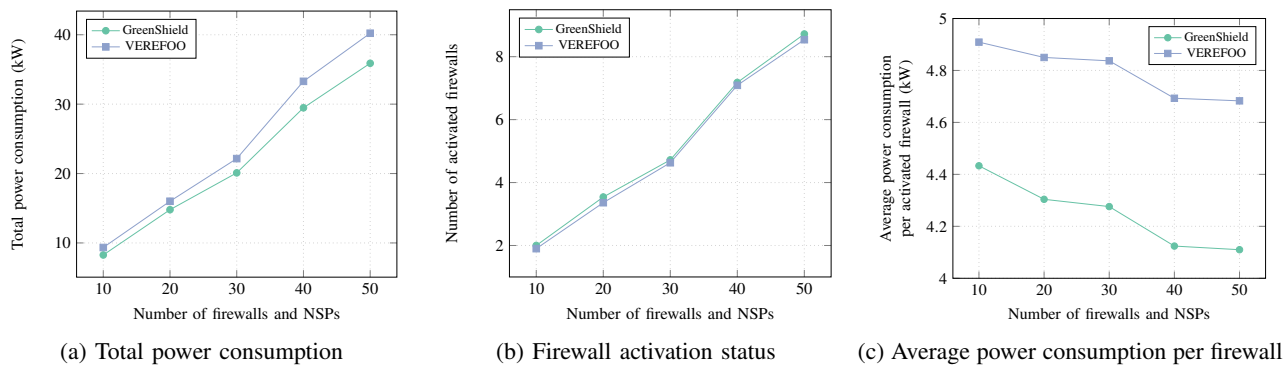 Total power consumption (kW)
40
30
20
10
GreenShield
VEREFOO
10 20 30 40 50
Number of firewalls and NSPs
(a) Total power consumption
Number of activated firewalls
8
6
4
2
GreenShield
VEREFOO
10 20 30 40 50
Number of firewalls and NSPs
(b) Firewall activation status
Average power consumption
per activated firewall (kW)
5
4.8
4.6
4.4
4.2
4
GreenShield
VEREFOO
10 20 30 40 50
Number of firewalls and NSPs
(c) Average power consumption per firewall